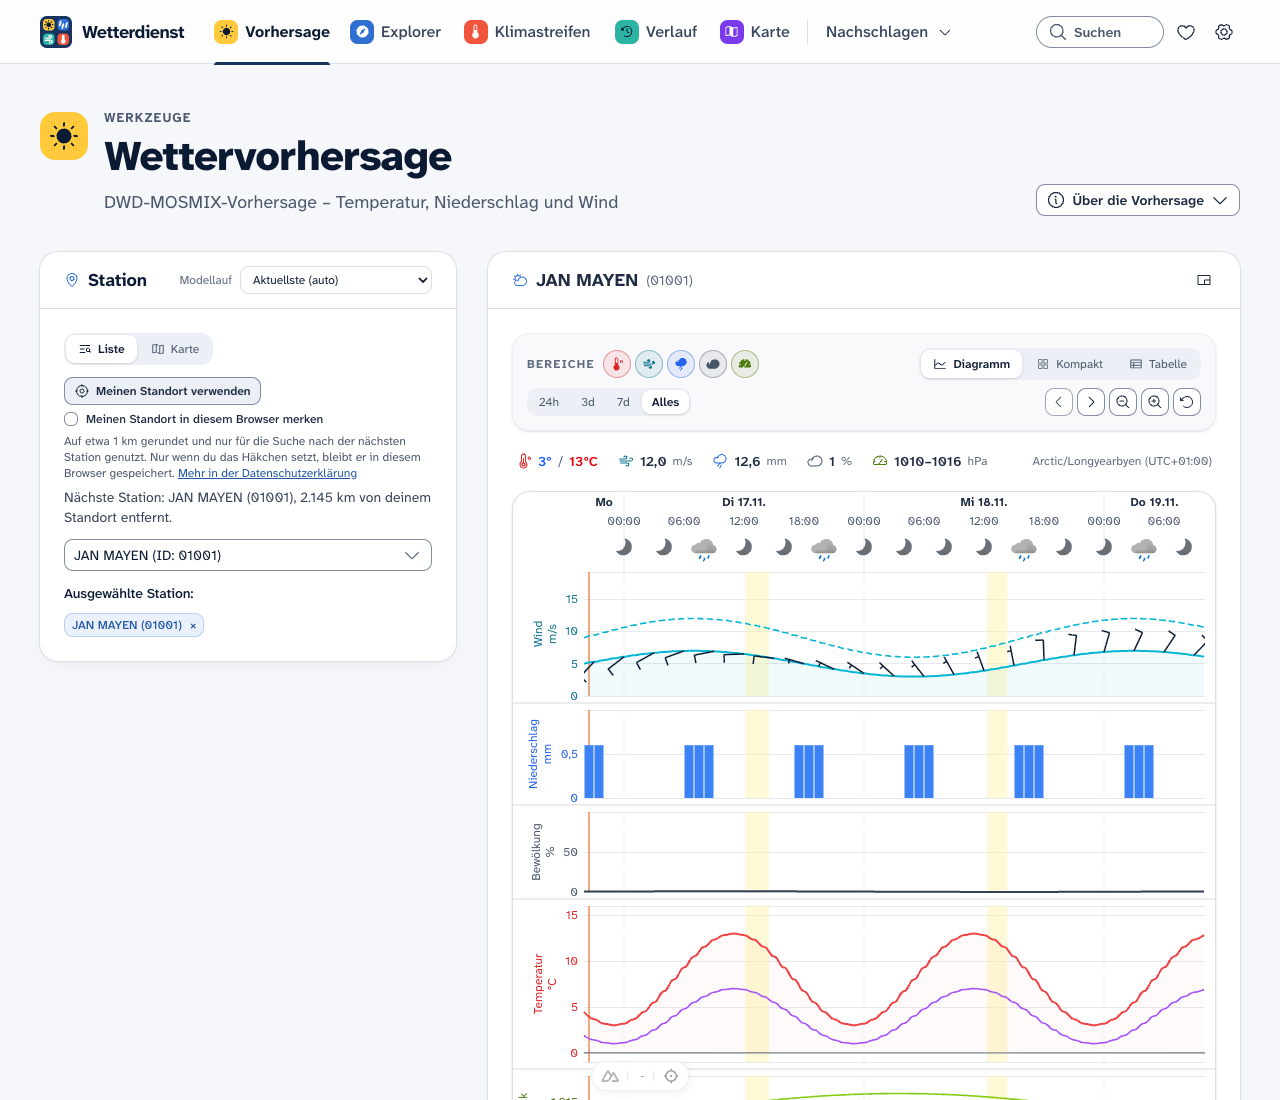 Wetterdienst
Vorhersage
Explorer
Klimastreifen
Verlauf
Karte
Nachschlagen
Suchen
WERKZEUGE
Wettervorhersage
DWD-MOSMIX-Vorhersage – Temperatur, Niederschlag und Wind
Über die Vorhersage
Station
Modellauf
Aktuellste (auto)
Liste
Karte
Meinen Standort verwenden
Meinen Standort in diesem Browser merken
Auf etwa 1 km gerundet und nur für die Suche nach der nächsten
Station genutzt. Nur wenn du das Häkchen setzt, bleibt er in diesem
Browser gespeichert. Mehr in der Datenschutzerklärung
Nächste Station: JAN MAYEN (01001), 2.145 km von deinem
Standort entfernt.
JAN MAYEN (ID: 01001)
Ausgewählte Station:
JAN MAYEN (01001) ×
JAN MAYEN (01001)
BEREICHE
Diagramm
Kompakt
Tabelle
24h
3d
7d
Alles
3° / 13°C
12,0 m/s
12,6 mm
1 %
1010–1016 hPa
Arctic/Longyearbyen (UTC+01:00)
Mo
Di 17.11.
Mi 18.11.
Do 19.11.
00:00
06:00
12:00
18:00
00:00
06:00
12:00
18:00
00:00
06:00
Wind
m/s
15
10
5
0
Niederschlag
mm
0,5
0
Bewölkung
%
50
0
Temperatur
°C
15
10
5
0
-